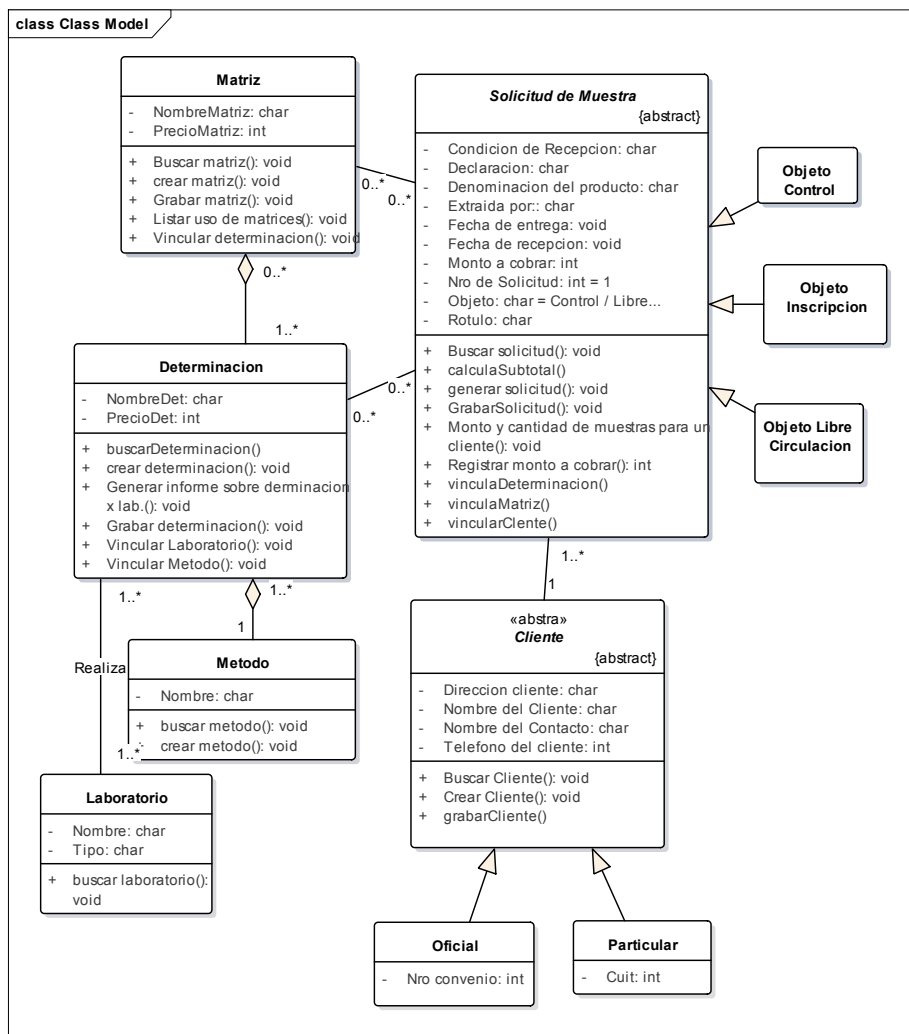 class Class Model
Matriz
- NombreMatriz: char
- PrecioMatriz: int
+ Buscar matriz(): void
+ crear matriz(): void
+ Grabar matriz(): void
+ Listar uso de matrices(): void
+ Vincular determinacion(): void
0..*
0..*
0..*
1..*
Solicitud de Muestra
{abstract}
- Condicion de Recepcion: char
- Declaracion: char
- Denominacion del producto: char
- Extraida por:: char
- Fecha de entrega: void
- Fecha de recepcion: void
- Monto a cobrar: int
- Nro de Solicitud: int = 1
- Objeto: char = Control / Libre...
- Rotulo: char
+ Buscar solicitud(): void
+ calculaSubtotal()
+ generar solicitud(): void
+ GrabarSolicitud(): void
+ Monto y cantidad de muestras para un
cliente(): void
+ Registrar monto a cobrar(): int
+ vinculaDeterminacion()
+ vinculaMatriz()
+ vincularClente()
Objeto
Control
Objeto
Inscripcion
Objeto Libre
Circulacion
Determinacion
- NombreDet: char
- PrecioDet: int
+ buscarDeterminacion()
+ crear determinacion(): void
+ Generar informe sobre derminacion
x lab.(): void
+ Grabar determinacion(): void
+ Vincular Laboratorio(): void
+ Vincular Metodo(): void
0..*
0..*
1..*
1..*
1
1..*
1
Realiza
1..*
Metodo
- Nombre: char
+ buscar metodo(): void
+ crear metodo(): void
Laboratorio
- Nombre: char
- Tipo: char
+ buscar laboratorio():
void
«abstra»
Cliente
{abstract}
- Direccion cliente: char
- Nombre del Cliente: char
- Nombre del Contacto: char
- Telefono del cliente: int
+ Buscar Cliente(): void
+ Crear Cliente(): void
+ grabarCliente()
Oficial
- Nro convenio: int
Particular
- Cuit: int